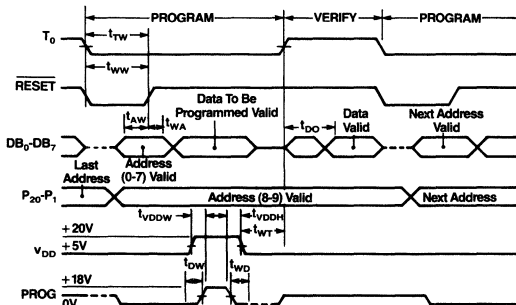 PROGRAM VERIFY PROGRAM
T0 tTW
tWW
RESET
tAW tWA Data To Be Programmed Valid tDO Data Valid Next Address Valid
DB0-DB7
Last Address Address (0-7) Valid
P20-P1 Address (8-9) Valid Next Address
tVDDW tVDDH
+20V tWT
VDD +5V
tDW tWD
+18V
PROG 0V